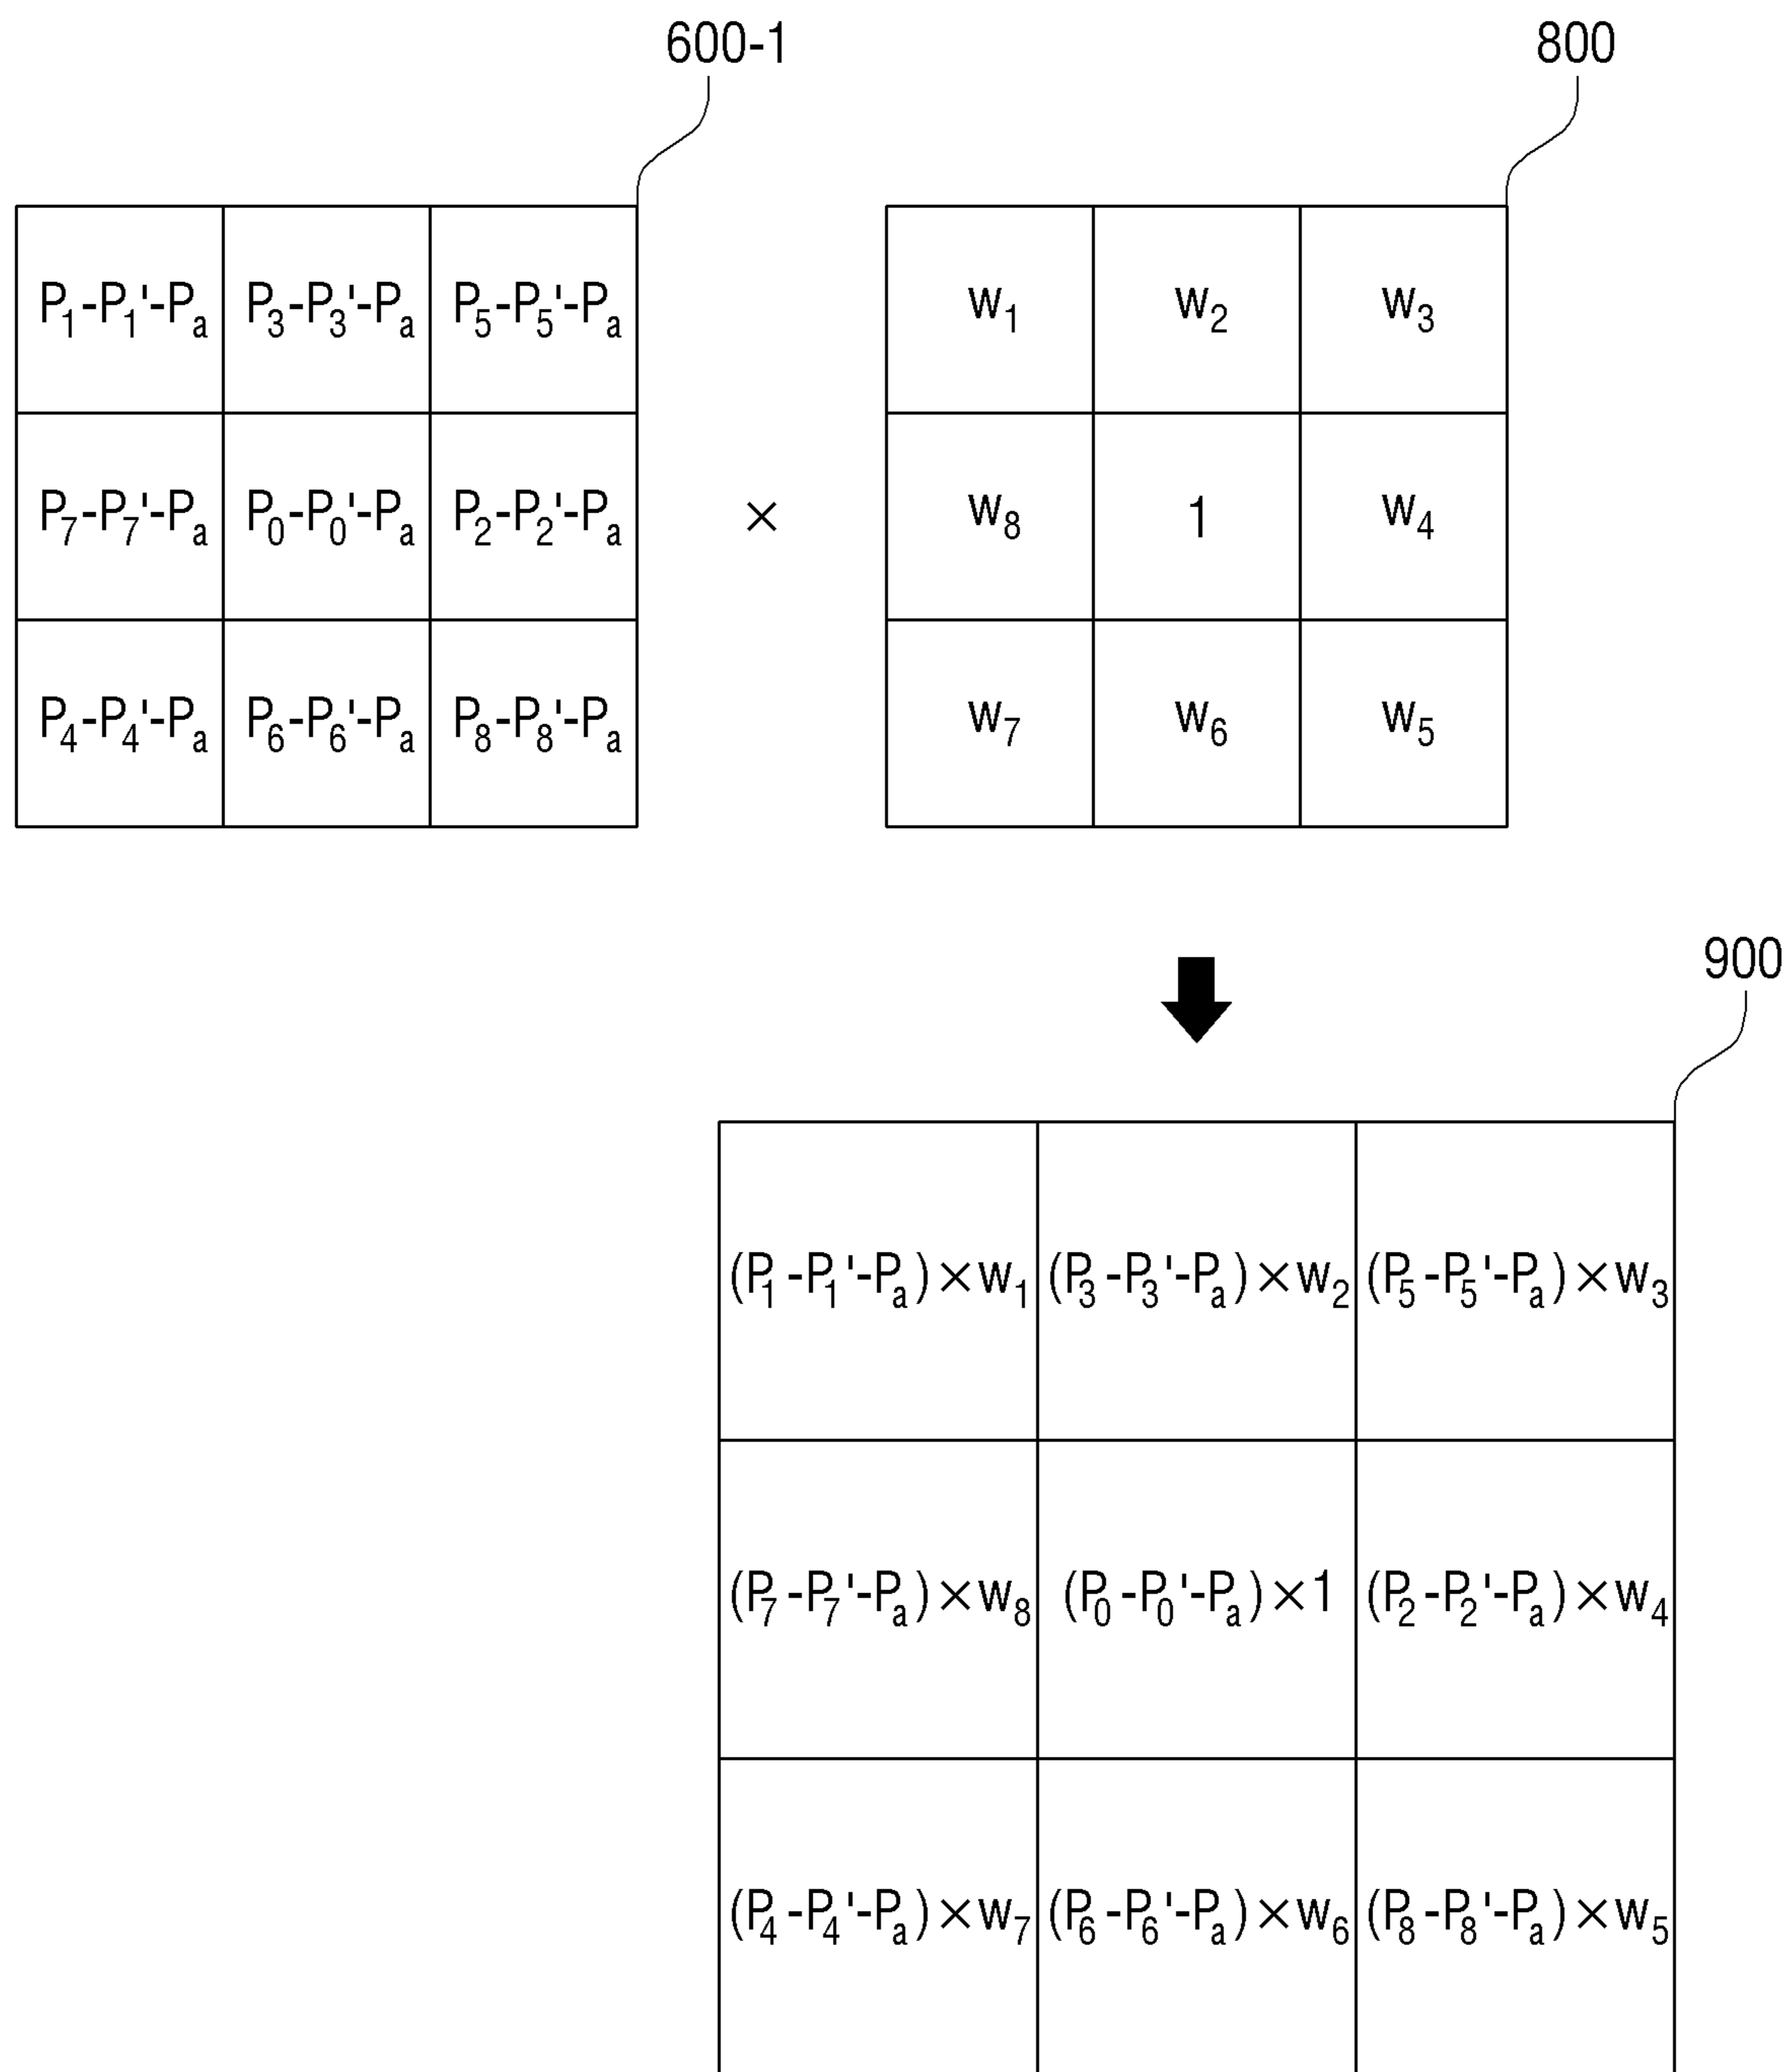 600-1 800
P₁-P₁'-Pₐ P₃-P₃'-Pₐ P₅-P₅'-Pₐ w₁ w₂ w₃
P₇-P₇'-Pₐ P₀-P₀'-Pₐ P₂-P₂'-Pₐ × w₈ 1 w₄
P₄-P₄'-Pₐ P₆-P₆'-Pₐ P₈-P₈'-Pₐ w₇ w₆ w₅
900
(P₁-P₁'-Pₐ)×w₁ (P₃-P₃'-Pₐ)×w₂ (P₅-P₅'-Pₐ)×w₃
(P₇-P₇'-Pₐ)×w₈ (P₀-P₀'-Pₐ)×1 (P₂-P₂'-Pₐ)×w₄
(P₄-P₄'-Pₐ)×w₇ (P₆-P₆'-Pₐ)×w₆ (P₈-P₈'-Pₐ)×w₅